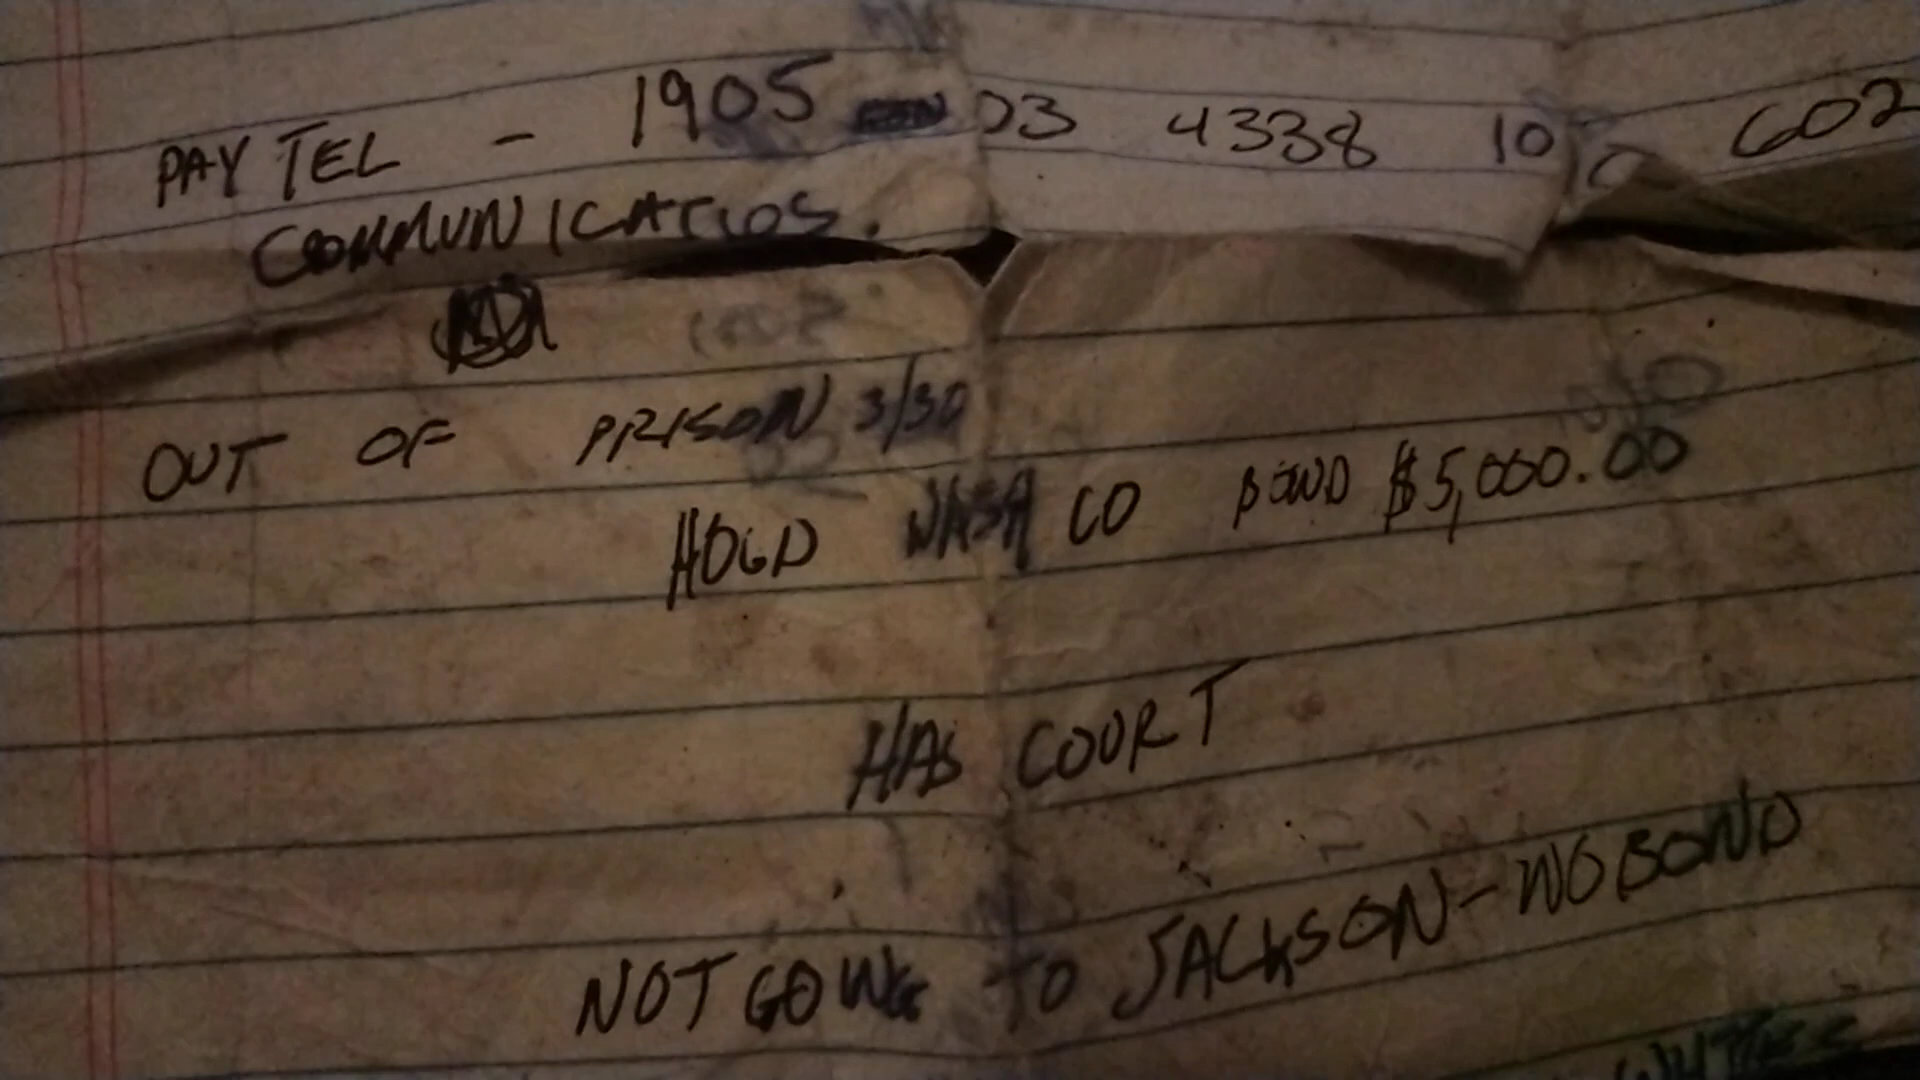 PAY TEL - 1905 03 4338 10 602
COMMUNICATIOS.
OUT OF PRISON 3/30
HOLD NASH CO BOND $5,000.00
HAS COURT
NOT GOING TO JACKSON - NO BOND